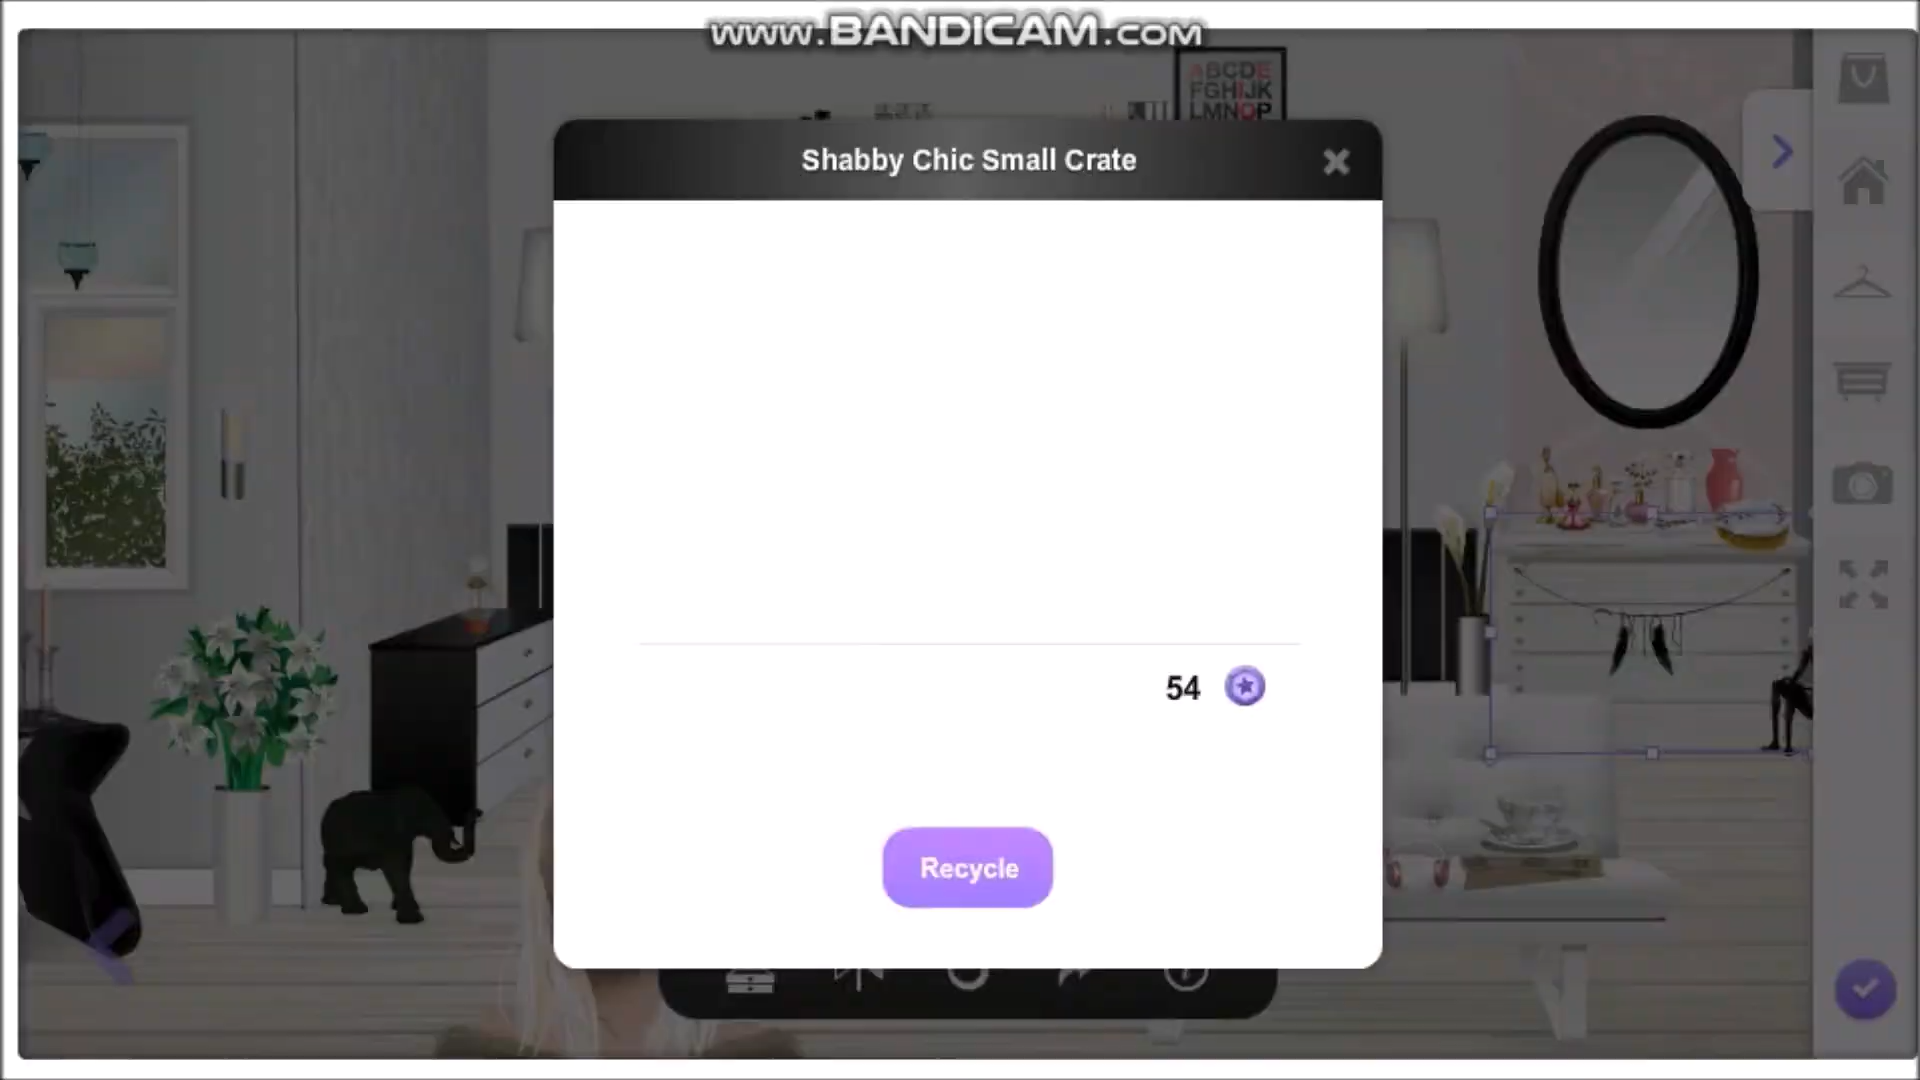 www.BANDICAM.com
ABCDE
FGHIJK
LMNOP
Shabby Chic Small Crate
54
Recycle